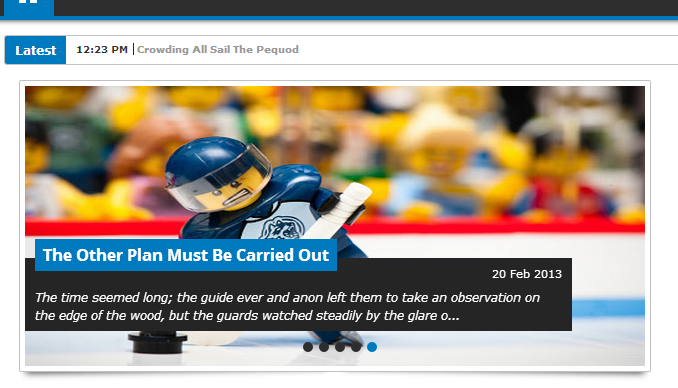 Latest
12:23 PM Crowding All Sail The Pequod
The Other Plan Must Be Carried Out
20 Feb 2013
The time seemed long; the guide ever and anon left them to take an observation on
the edge of the wood, but the guards watched steadily by the glare o...